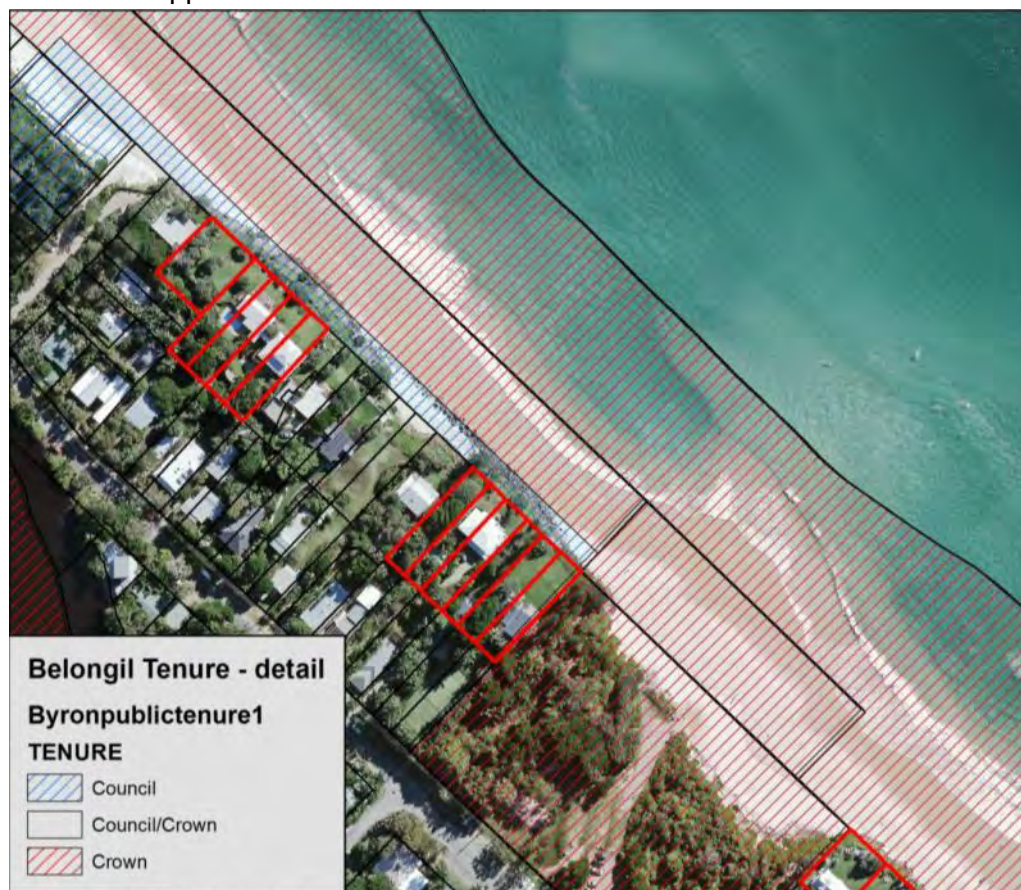 Belongil Tenure - detail
Byronpublictenure1
TENURE
Council
Council/Crown
Crown